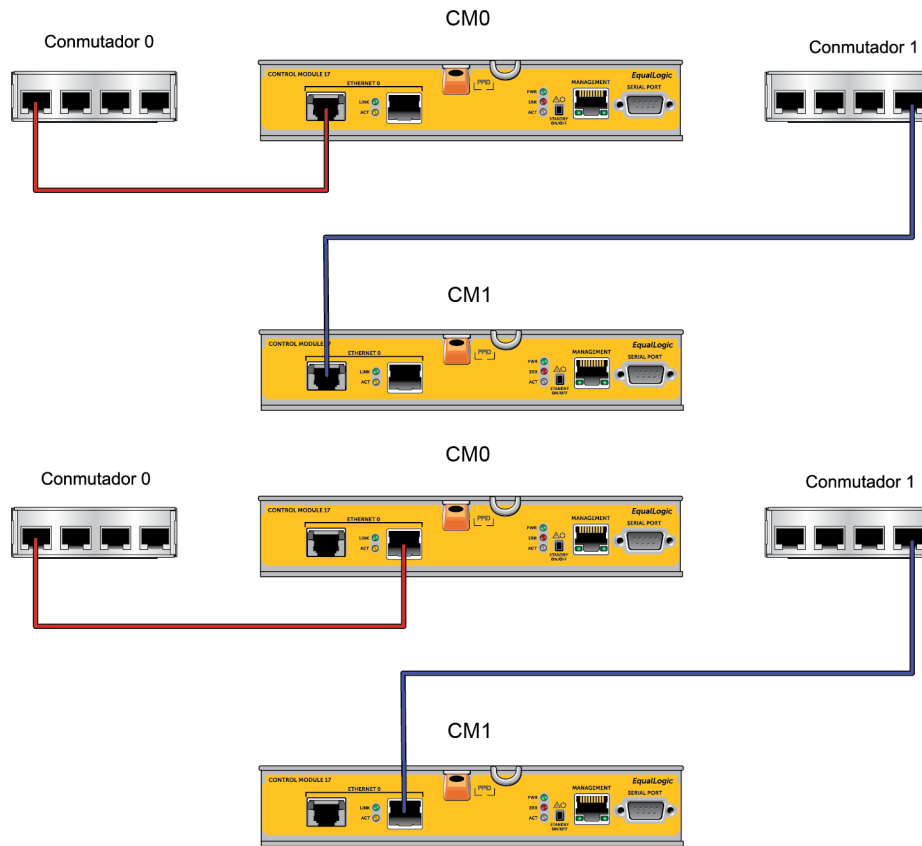 CM0
Conmutador 0
Conmutador 1
CONTROL MODULE 17
ETHERNET 0
LINK
ACT
PPID
PWR
ERR
ACT
STANDBY
ON/OFF
MANAGEMENT
EqualLogic
SERIAL PORT
CM1
CONTROL MODULE 17
ETHERNET 0
LINK
ACT
PPID
PWR
ERR
ACT
STANDBY
ON/OFF
MANAGEMENT
EqualLogic
SERIAL PORT
CM0
Conmutador 0
Conmutador 1
CONTROL MODULE 17
ETHERNET 0
LINK
ACT
PPID
PWR
ERR
ACT
STANDBY
ON/OFF
MANAGEMENT
EqualLogic
SERIAL PORT
CM1
CONTROL MODULE 17
ETHERNET 0
LINK
ACT
PPID
PWR
ERR
ACT
STANDBY
ON/OFF
MANAGEMENT
EqualLogic
SERIAL PORT